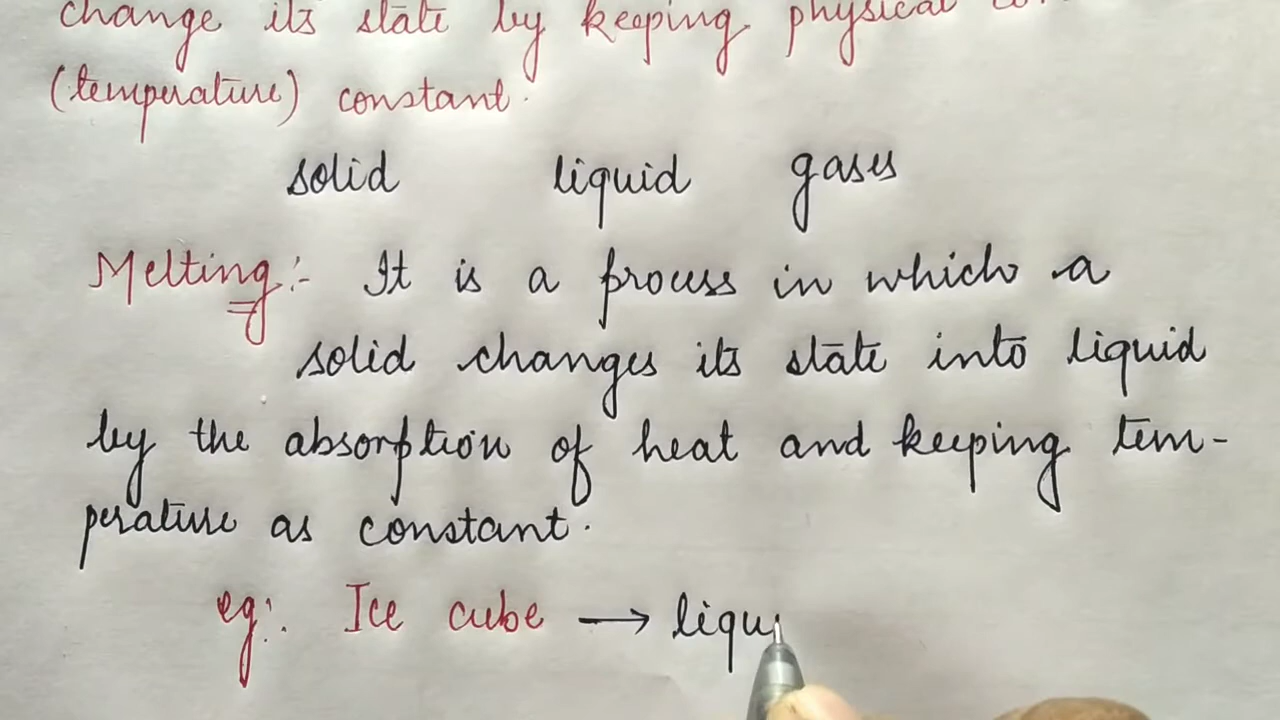 change its state by keeping physical
(temperature) constant.
solid liquid gases
Melting:- It is a process in which a
solid changes its state into liquid
by the absorption of heat and keeping tem-
perature as constant.
eg:. Ice cube → liqui